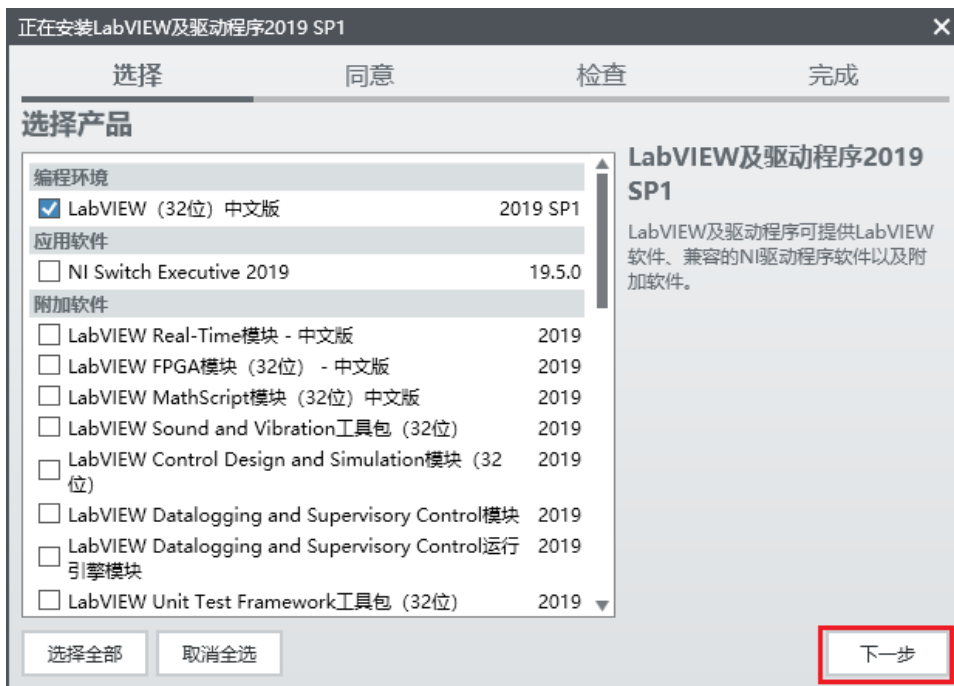 正在安装LabVIEW及驱动程序2019 SP1
选择 同意 检查 完成
选择产品
编程环境
LabVIEW（32位）中文版 2019 SP1
应用软件
NI Switch Executive 2019 19.5.0
附加软件
LabVIEW Real-Time模块 - 中文版 2019
LabVIEW FPGA模块（32位） - 中文版 2019
LabVIEW MathScript模块（32位）中文版 2019
LabVIEW Sound and Vibration工具包（32位） 2019
LabVIEW Control Design and Simulation模块（32 2019
位）
LabVIEW Datalogging and Supervisory Control模块 2019
LabVIEW Datalogging and Supervisory Control运行 2019
引擎模块
LabVIEW Unit Test Framework工具包（32位） 2019
LabVIEW及驱动程序2019
SP1
LabVIEW及驱动程序可提供LabVIEW
软件、兼容的NI驱动程序软件以及附
加软件。
选择全部 取消全选 下一步